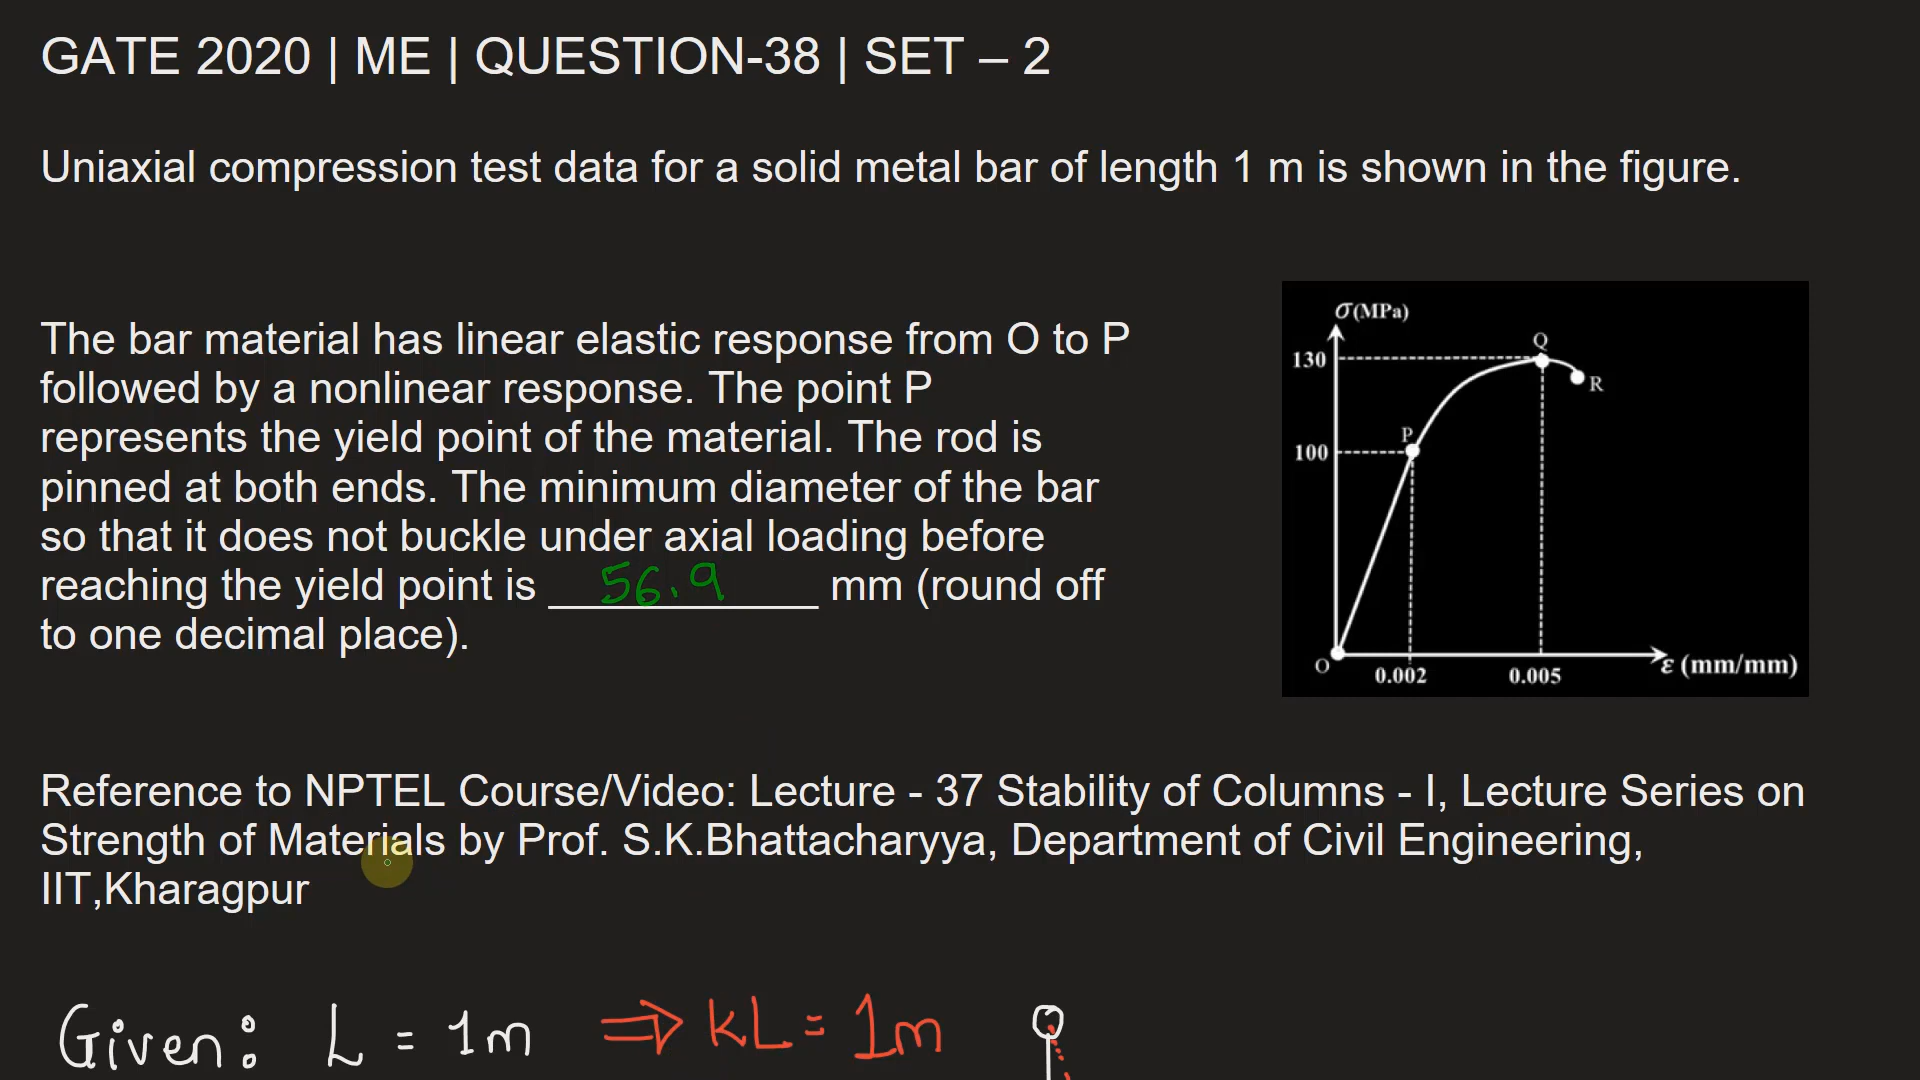 GATE 2020 | ME | QUESTION-38 | SET – 2
Uniaxial compression test data for a solid metal bar of length 1 m is shown in the figure.
The bar material has linear elastic response from O to P
followed by a nonlinear response. The point P
represents the yield point of the material. The rod is
pinned at both ends. The minimum diameter of the bar
so that it does not buckle under axial loading before
reaching the yield point is 56.9 mm (round off
to one decimal place).
σ(MPa)
130
Q
R
P
100
O
0.002
0.005
ε (mm/mm)
Reference to NPTEL Course/Video: Lecture - 37 Stability of Columns - I, Lecture Series on
Strength of Materials by Prof. S.K.Bhattacharyya, Department of Civil Engineering,
IIT,Kharagpur
Given: L = 1m ⇒ KL = 1m